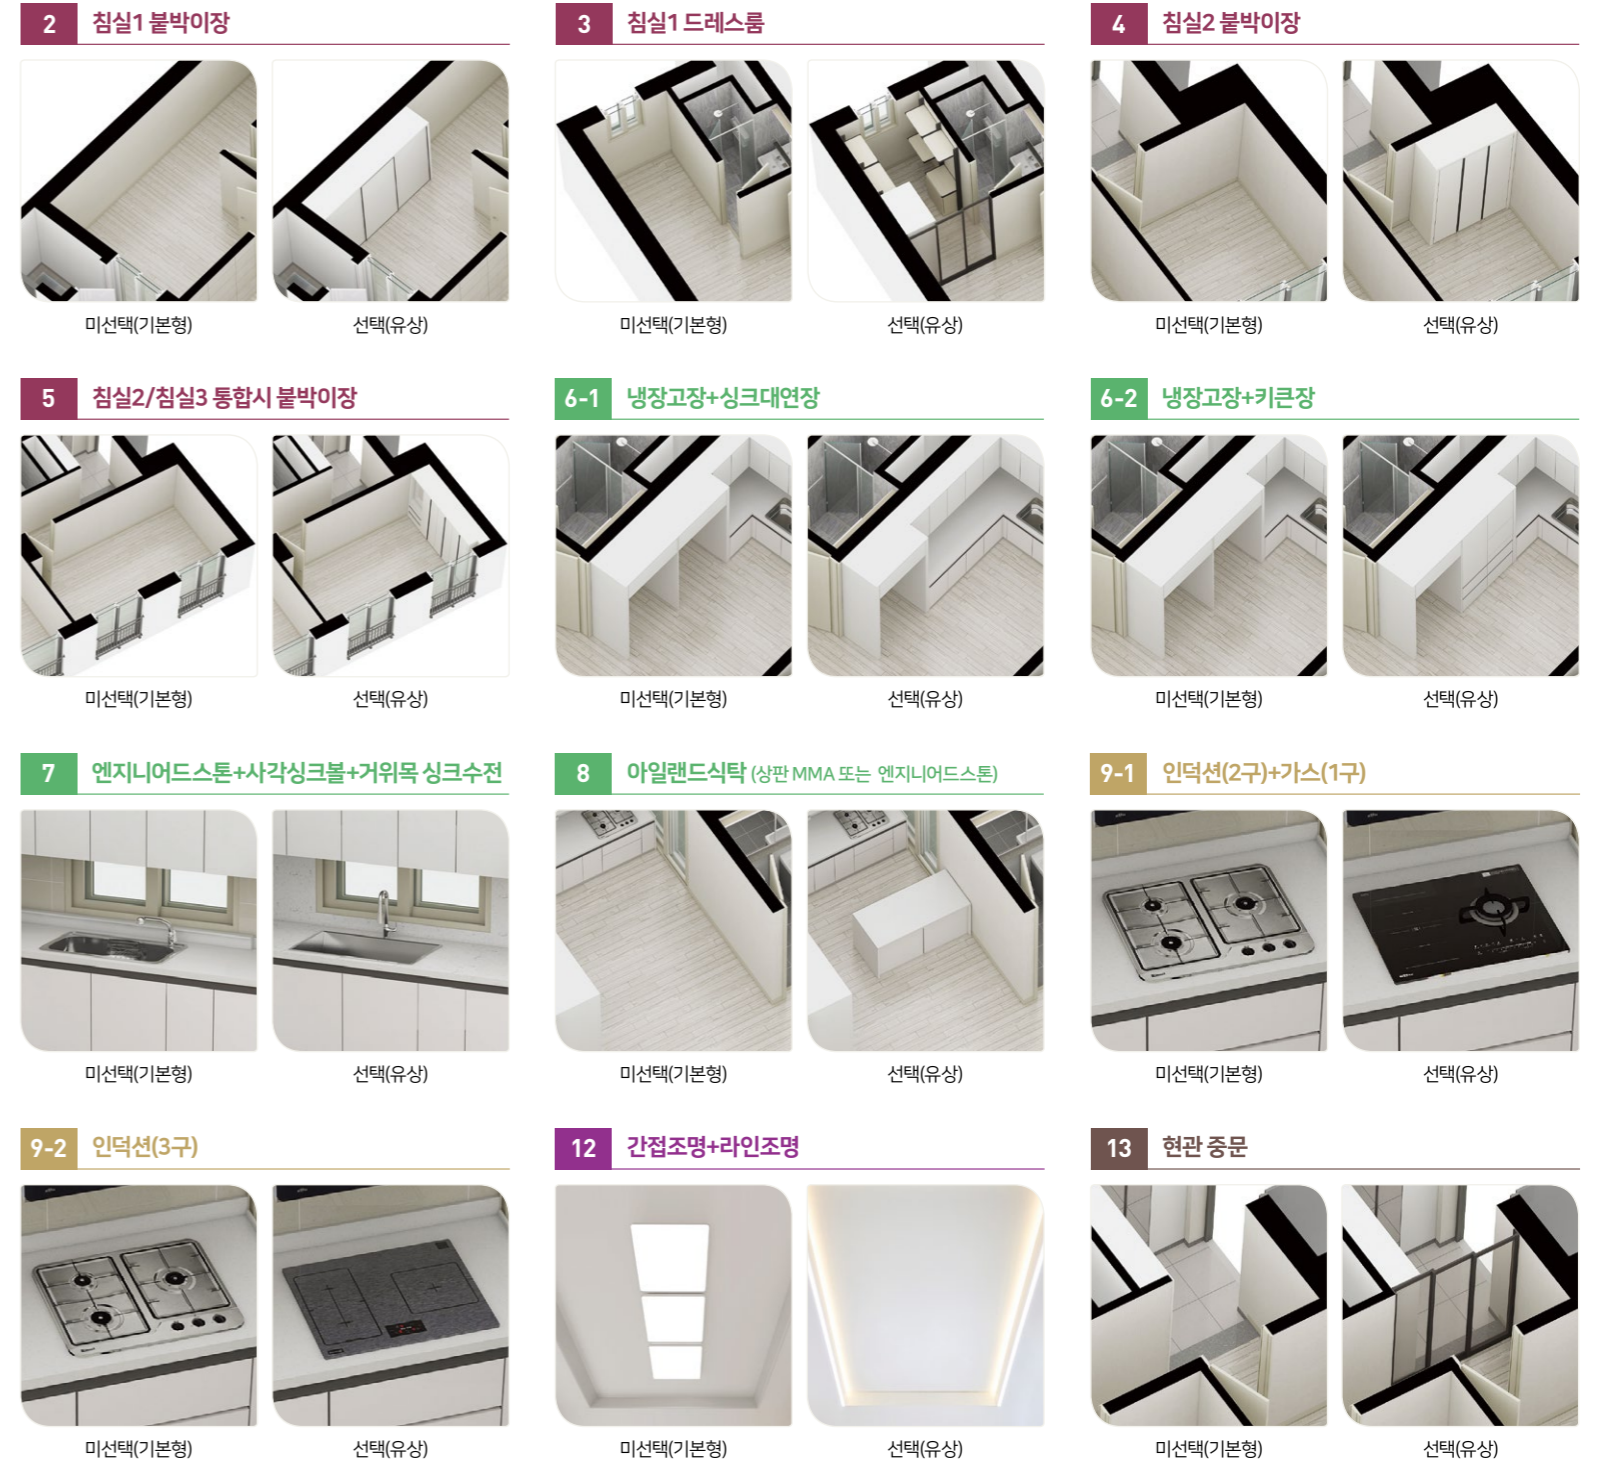 2 침실1 붙박이장
미선택(기본형) 선택(유상)
3 침실1 드레스룸
미선택(기본형) 선택(유상)
4 침실2 붙박이장
미선택(기본형) 선택(유상)
5 침실2/침실3 통합시 붙박이장
미선택(기본형) 선택(유상)
6-1 냉장고장+싱크대연장
미선택(기본형) 선택(유상)
6-2 냉장고장+키큰장
미선택(기본형) 선택(유상)
7 엔지니어드스톤+사각싱크볼+거위목 싱크수전
미선택(기본형) 선택(유상)
8 아일랜드식탁 (상판 MMA 또는 엔지니어드스톤)
미선택(기본형) 선택(유상)
9-1 인덕션(2구)+가스(1구)
미선택(기본형) 선택(유상)
9-2 인덕션(3구)
미선택(기본형) 선택(유상)
12 간접조명+라인조명
미선택(기본형) 선택(유상)
13 현관 중문
미선택(기본형) 선택(유상)